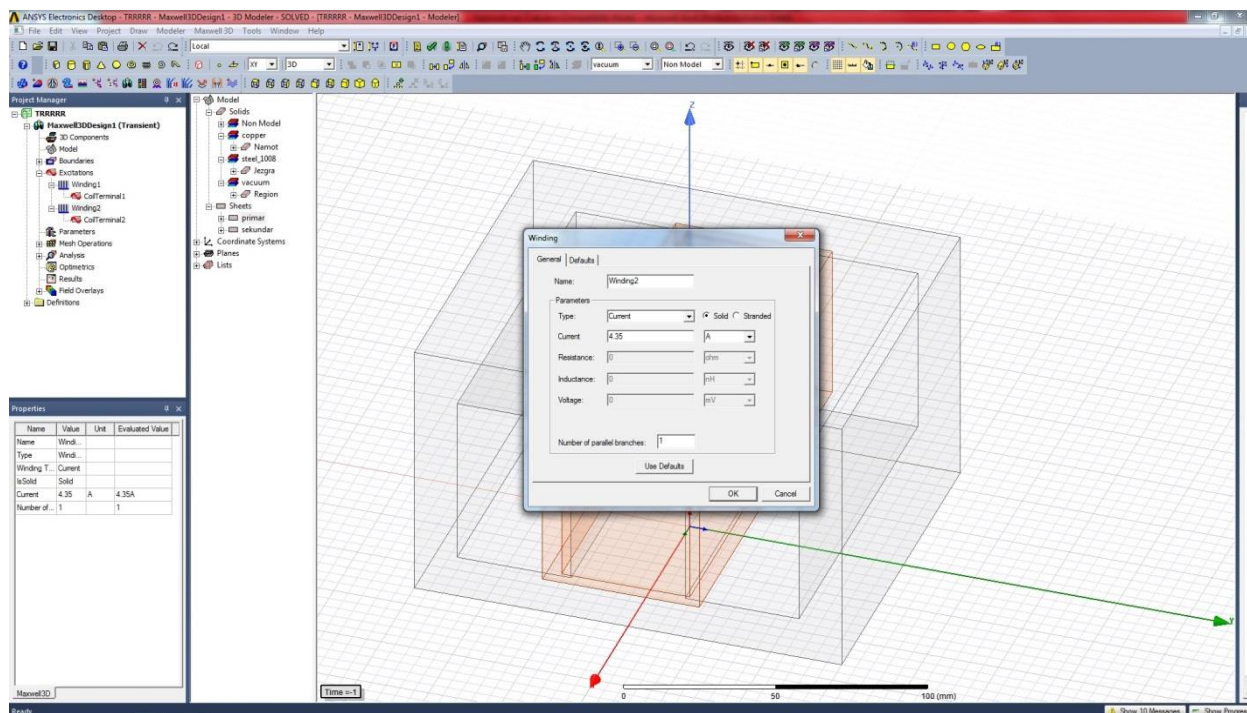 ANSYS Electronics Desktop - TRRRRR - Maxwell3DDesign1 - 3D Modeler - SOLVED - [TRRRRR - Maxwell3DDesign1 - Modeler]
File Edit View Project Draw Modeler Maxwell 3D Tools Window Help
Local
XY 3D vacuum Non Model
Project Manager
TRRRRR
Maxwell3DDesign1 (Transient)
3D Components
Model
Boundaries
Excitations
Winding1
CoilTerminal1
Winding2
CoilTerminal2
Parameters
Mesh Operations
Analysis
Optimetrics
Results
Field Overlays
Definitions
Model
Solids
Non Model
copper
Namot
steel_1008
Jezgra
vacuum
Region
Sheets
primar
sekundar
Coordinate Systems
Planes
Lists
Properties
Name Value Unit Evaluated Value
Name Windi...
Type Windi...
Winding T... Current
IsSolid Solid
Current 4.35 A 4.35A
Number of... 1 1
Maxwell3D
Z
Winding
General Defaults
Name: Winding2
Parameters
Type: Current Solid Stranded
Current 4.35 A
Resistance: 0 ohm
Inductance: 0 nH
Voltage: 0 mV
Number of parallel branches: 1
Use Defaults
OK Cancel
Y
Time =-1
0 50 100 (mm)
Ready
Show 10 Messages Show Progres